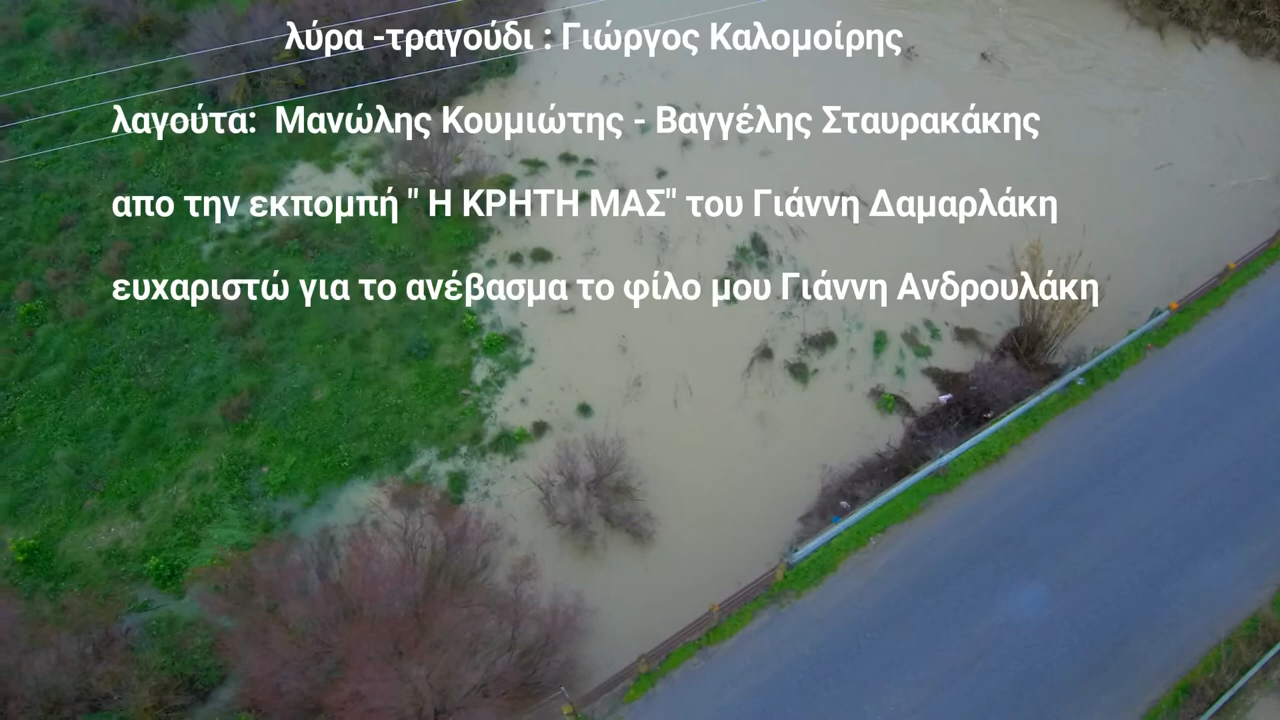 λύρα -τραγούδι : Γιώργος Καλομοίρης
λαγούτα: Μανώλης Κουμιώτης - Βαγγέλης Σταυρακάκης
απο την εκπομπή " Η ΚΡΗΤΗ ΜΑΣ" του Γιάννη Δαμαρλάκη
ευχαριστώ για το ανέβασμα το φίλο μου Γιάννη Ανδρουλάκη